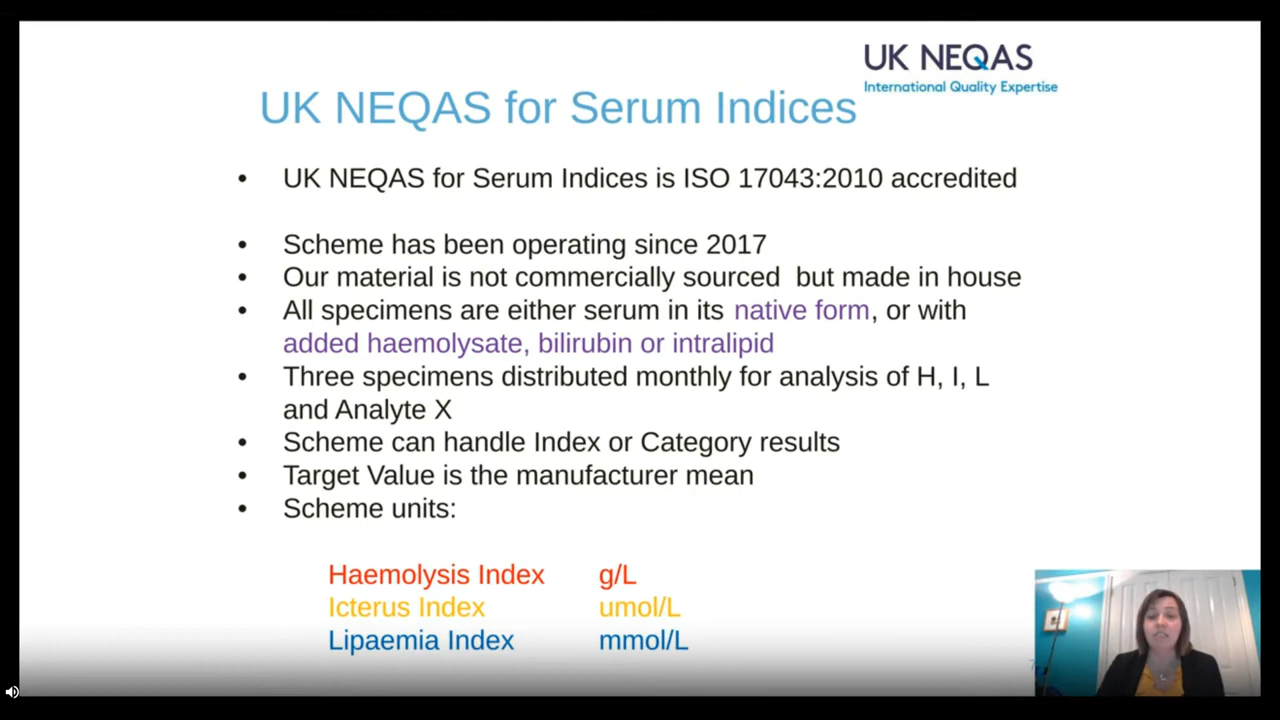 UK NEQAS
International Quality Expertise
UK NEQAS for Serum Indices
• UK NEQAS for Serum Indices is ISO 17043:2010 accredited
• Scheme has been operating since 2017
• Our material is not commercially sourced  but made in house
• All specimens are either serum in its native form, or with
added haemolysate, bilirubin or intralipid
• Three specimens distributed monthly for analysis of H, I, L
and Analyte X
• Scheme can handle Index or Category results
• Target Value is the manufacturer mean
• Scheme units:
Haemolysis Index g/L
Icterus Index umol/L
Lipaemia Index mmol/L